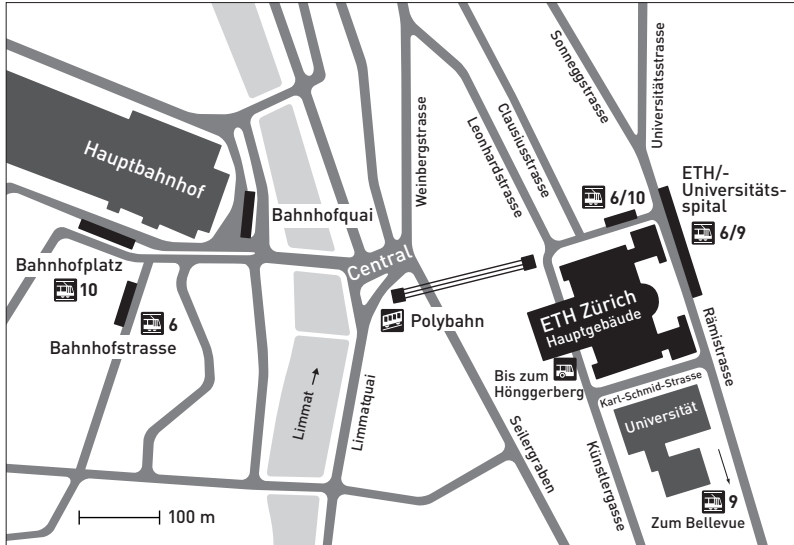 Sonneggstrasse
Universitätsstrasse
Clausiusstrasse
Leonhardstrasse
Weinbergstrasse
Hauptbahnhof
ETH/-
Universitäts-
spital
6/10
6/9
Bahnhofquai
Central
Bahnhofplatz
10
6
Bahnhofstrasse
Polybahn
ETH Zürich
Hauptgebäude
Rämistrasse
Bis zum
Hönggerberg
Karl-Schmid-Strasse
Universität
Limmat →
Limmatquai
Seilergraben
Künstlergasse
9
Zum Bellevue
100 m